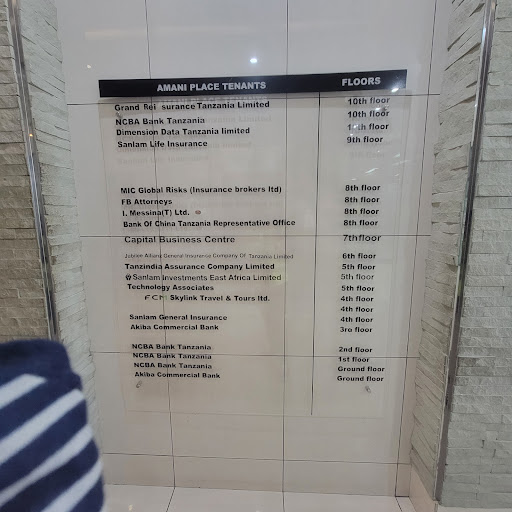 AMANI PLACE TENANTS FLOORS
Grand Rei surance Tanzania Limited 10th floor
NCBA Bank Tanzania 10th floor
Dimension Data Tanzania limited floor
Sanlam Life Insurance 9th floor
MIC Global Risks (Insurance brokers ltd) 8th floor
FB Attorneys 8th floor
I. Messina(T) Ltd. 8th floor
Bank Of China Tanzania Representative Office 8th floor
Capital Business Centre 7thfloor
Jubilee Allianz General Insurance Company Of Tanzania Limited 6th floor
Tanzindia Assurance Company Limited 5th floor
Sanlam Investments East Africa Limited 5th floor
Technology Associates 5th floor
Skylink Travel & Tours ltd. 4th floor
4th floor
Sanlam General Insurance 4th floor
Akiba Commercial Bank 3ro floor
NCBA Bank Tanzania 2nd floor
NCBA Bank Tanzania 1st floor
NCBA Bank Tanzania Ground floor
Akiba Commercial Bank Ground floor